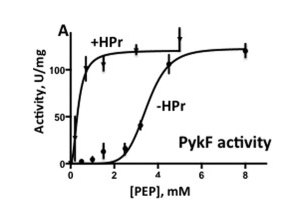 A
+HPr
Activity, U/mg
100
-HPr
50
PykF activity
0
0 2 4 6 8
[PEP], mM